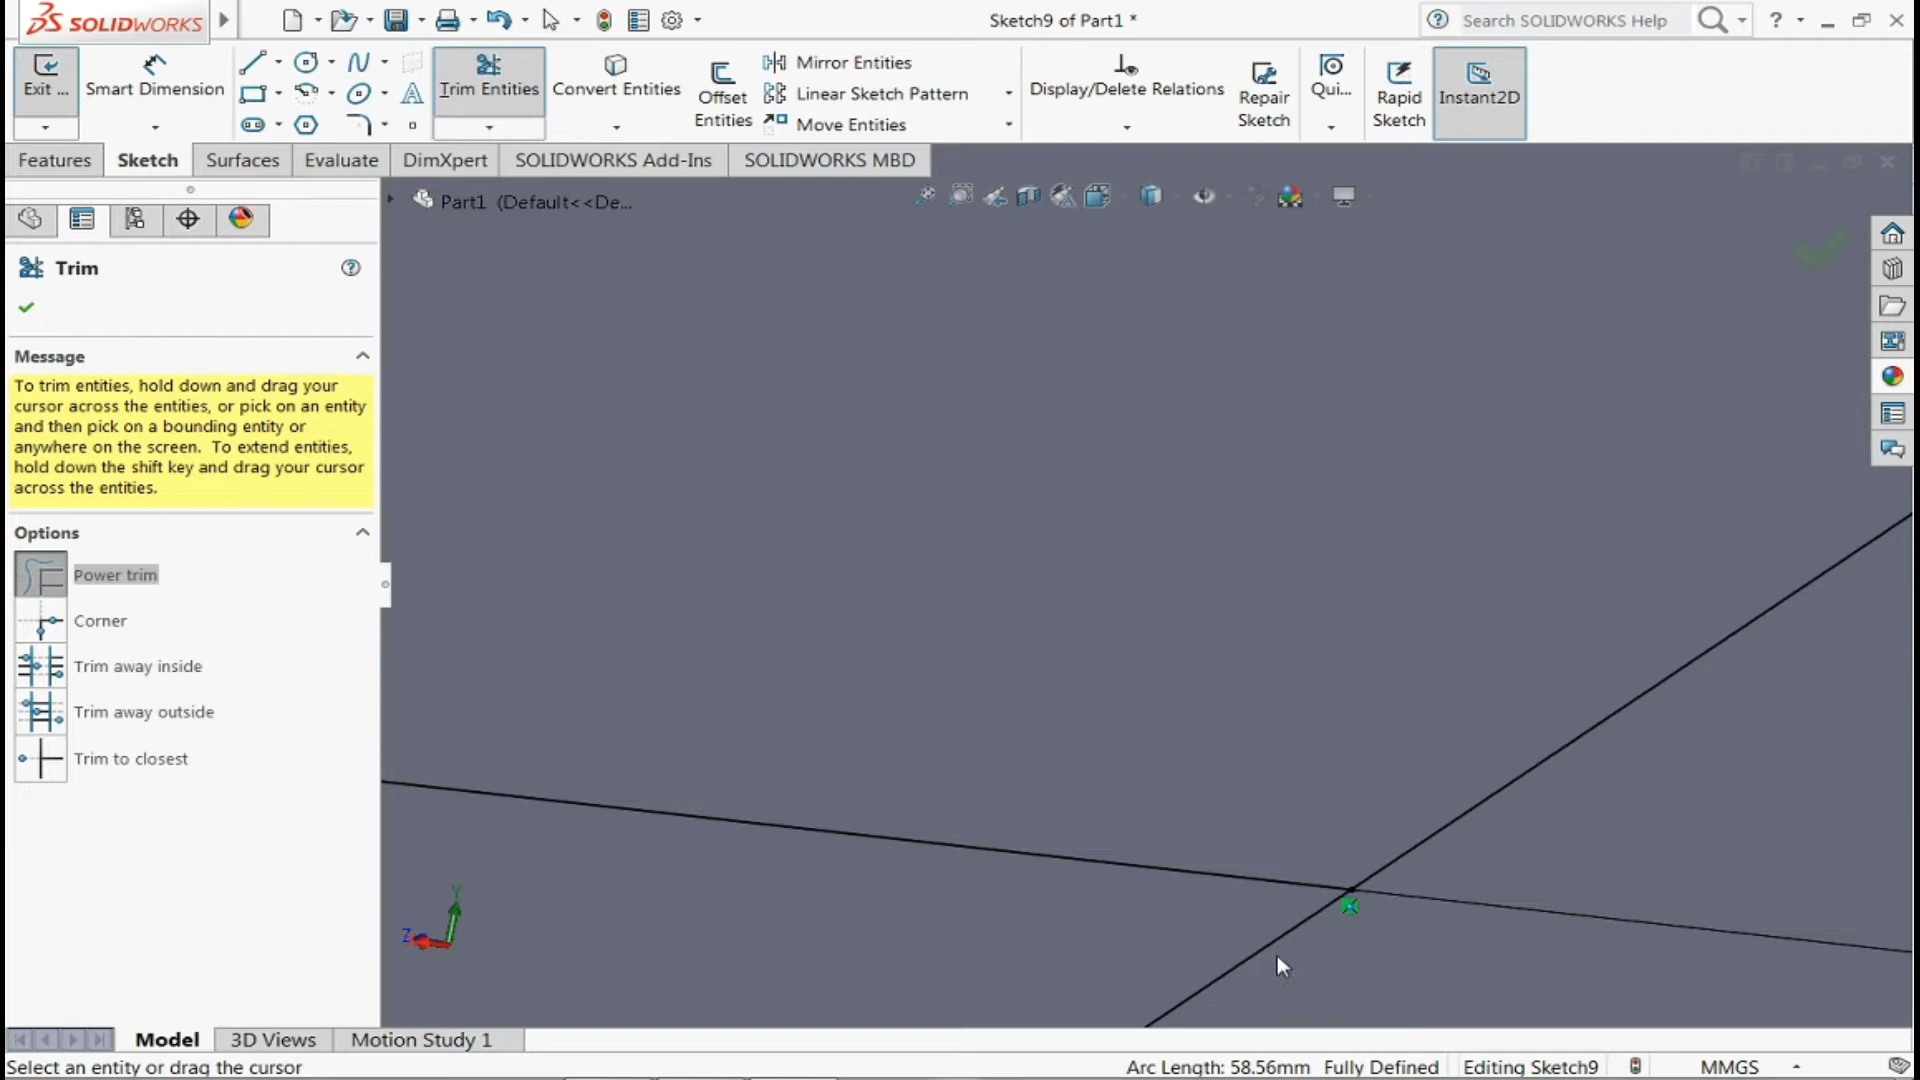 SOLIDWORKS
Sketch9 of Part1 *
Search SOLIDWORKS Help
?
Exit ...
Smart Dimension
Trim Entities
Convert Entities
Offset Entities
Mirror Entities
Linear Sketch Pattern
Move Entities
Display/Delete Relations
Repair Sketch
Qui...
Rapid Sketch
Instant2D
Features
Sketch
Surfaces
Evaluate
DimXpert
SOLIDWORKS Add-Ins
SOLIDWORKS MBD
Part1 (Default<<De...
Trim
Message
To trim entities, hold down and drag your
cursor across the entities, or pick on an entity
and then pick on a bounding entity or
anywhere on the screen. To extend entities,
hold down the shift key and drag your cursor
across the entities.
Options
Power trim
Corner
Trim away inside
Trim away outside
Trim to closest
Y
Z
Model
3D Views
Motion Study 1
Select an entity or drag the cursor
Arc Length: 58.56mm
Fully Defined
Editing Sketch9
MMGS